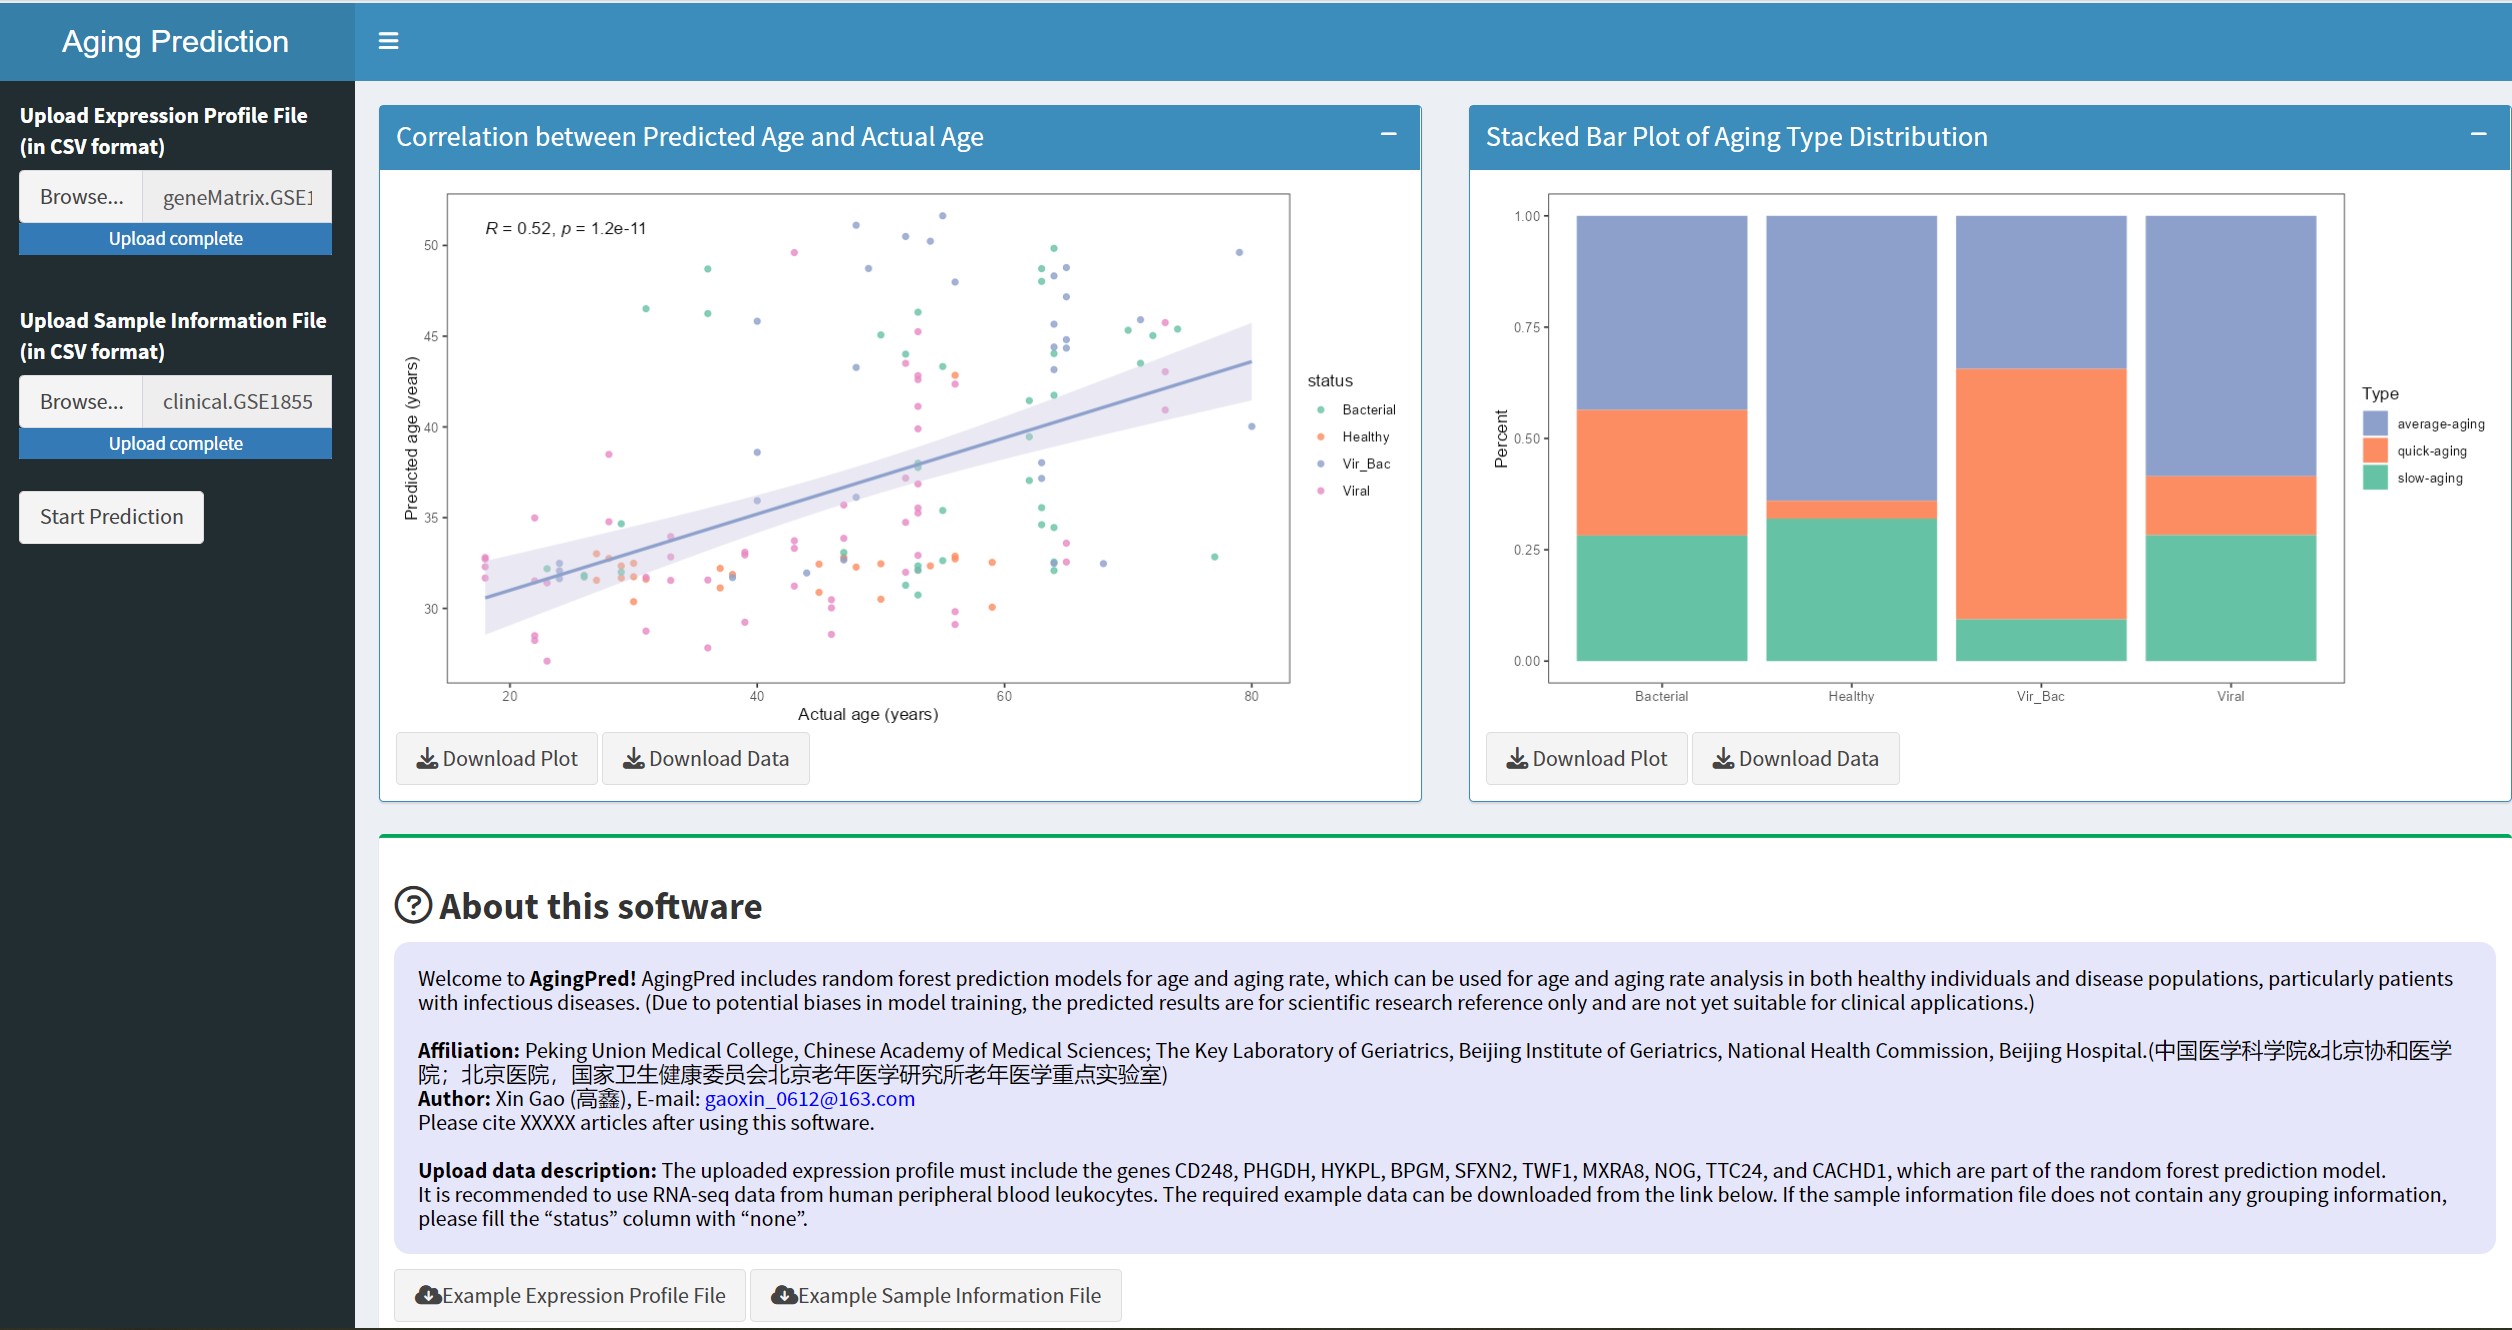 Aging Prediction
Upload Expression Profile File
(in CSV format)
Browse...
geneMatrix.GSE1
Upload complete
Upload Sample Information File
(in CSV format)
Browse...
clinical.GSE1855
Upload complete
Start Prediction
Correlation between Predicted Age and Actual Age
R = 0.52, p = 1.2e-11
Predicted age (years)
50
45
40
35
30
20
40
60
80
Actual age (years)
status
Bacterial
Healthy
Vir_Bac
Viral
Download Plot
Download Data
Stacked Bar Plot of Aging Type Distribution
Percent
1.00
0.75
0.50
0.25
0.00
Bacterial
Healthy
Vir_Bac
Viral
Type
average-aging
quick-aging
slow-aging
Download Plot
Download Data
About this software
Welcome to AgingPred! AgingPred includes random forest prediction models for age and aging rate, which can be used for age and aging rate analysis in both healthy individuals and disease populations, particularly patients
with infectious diseases. (Due to potential biases in model training, the predicted results are for scientific research reference only and are not yet suitable for clinical applications.)
Affiliation: Peking Union Medical College, Chinese Academy of Medical Sciences; The Key Laboratory of Geriatrics, Beijing Institute of Geriatrics, National Health Commission, Beijing Hospital.(中国医学科学院&北京协和医学
院；北京医院，国家卫生健康委员会北京老年医学研究所老年医学重点实验室)
Author: Xin Gao (高鑫), E-mail: gaoxin_0612@163.com
Please cite XXXXX articles after using this software.
Upload data description: The uploaded expression profile must include the genes CD248, PHGDH, HYKPL, BPGM, SFXN2, TWF1, MXRA8, NOG, TTC24, and CACHD1, which are part of the random forest prediction model.
It is recommended to use RNA-seq data from human peripheral blood leukocytes. The required example data can be downloaded from the link below. If the sample information file does not contain any grouping information,
please fill the “status” column with “none”.
Example Expression Profile File
Example Sample Information File